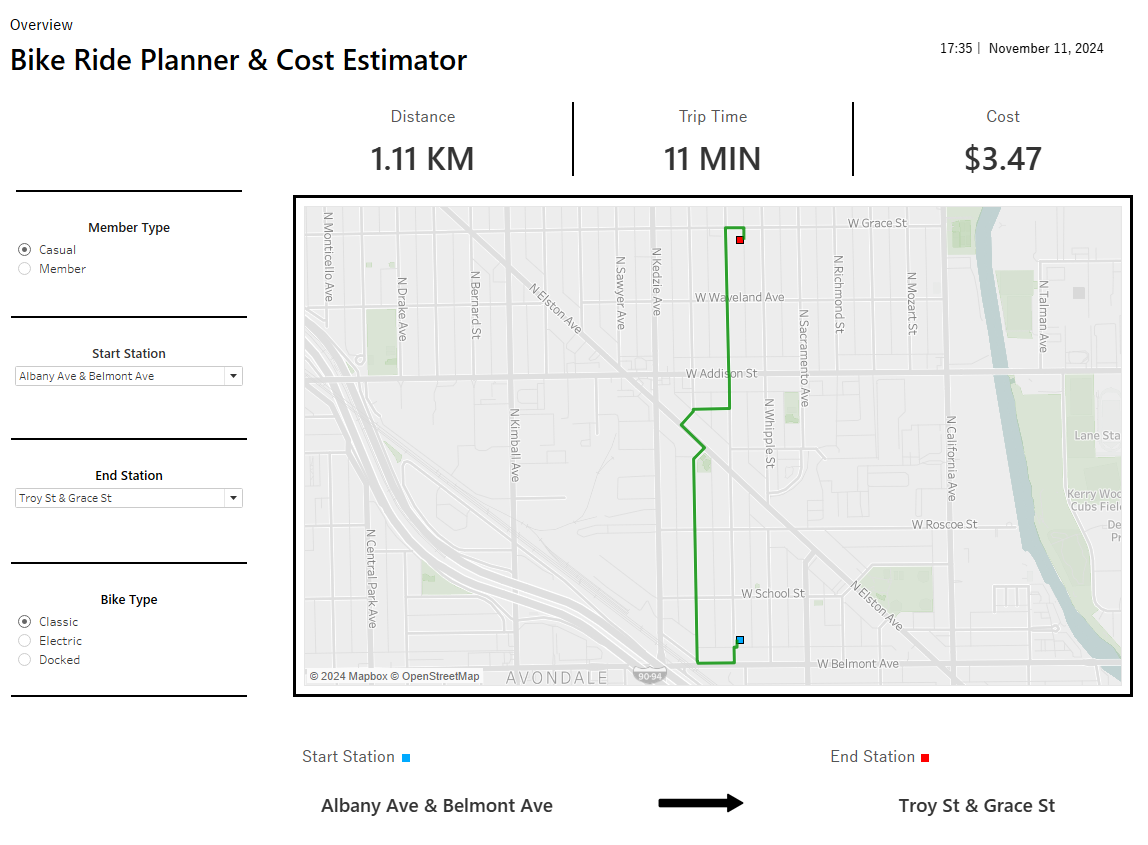 Overview
Bike Ride Planner & Cost Estimator
17:35 | November 11, 2024
Distance
Trip Time
Cost
1.11 KM
11 MIN
$3.47
Member Type
Casual
Member
Start Station
Albany Ave & Belmont Ave
End Station
Troy St & Grace St
Bike Type
Classic
Electric
Docked
N Monticello Ave
N Drake Ave
N Bernard St
N Elston Ave
N Sawyer Ave
N Kedzie Ave
W Grace St
W Waveland Ave
N Sacramento Ave
N Richmond St
N Mozart St
N Talman Ave
W Addison St
N Kimball Ave
N Whipple St
N California Ave
Lane Sta
Kerry Woo
Cubs Fiel
De
Pr
W Roscoe St
N Central Park Ave
W School St
N Elston Ave
W Belmont Ave
AVONDALE
90-94
© 2024 Mapbox © OpenStreetMap
Start Station
End Station
Albany Ave & Belmont Ave
Troy St & Grace St